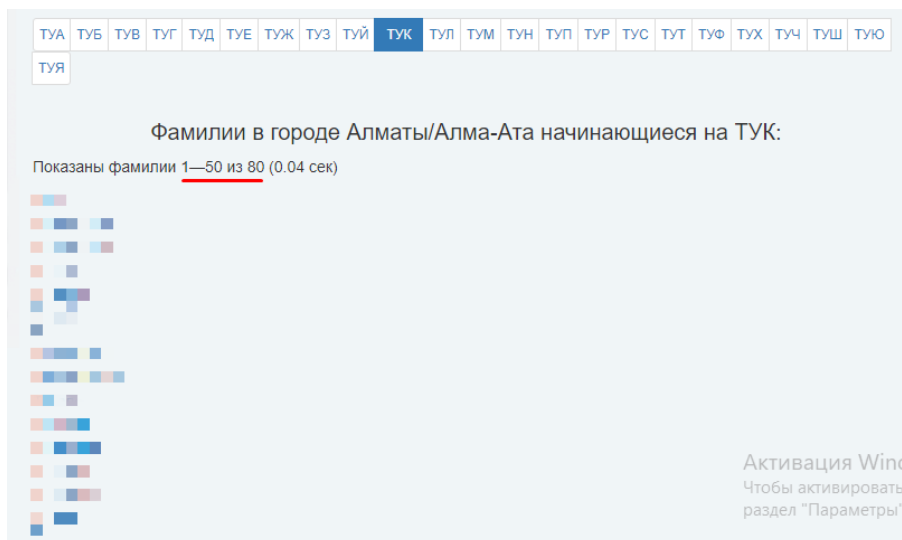 ТУА ТУБ ТУВ ТУГ ТУД ТУЕ ТУЖ ТУЗ ТУЙ ТУК ТУЛ ТУМ ТУН ТУП ТУР ТУС ТУТ ТУФ ТУХ ТУЧ ТУШ ТУЮ
ТУЯ
Фамилии в городе Алматы/Алма-Ата начинающиеся на ТУК:
Показаны фамилии 1—50 из 80 (0.04 сек)
Активация Wind
Чтобы активировать
раздел "Параметры"